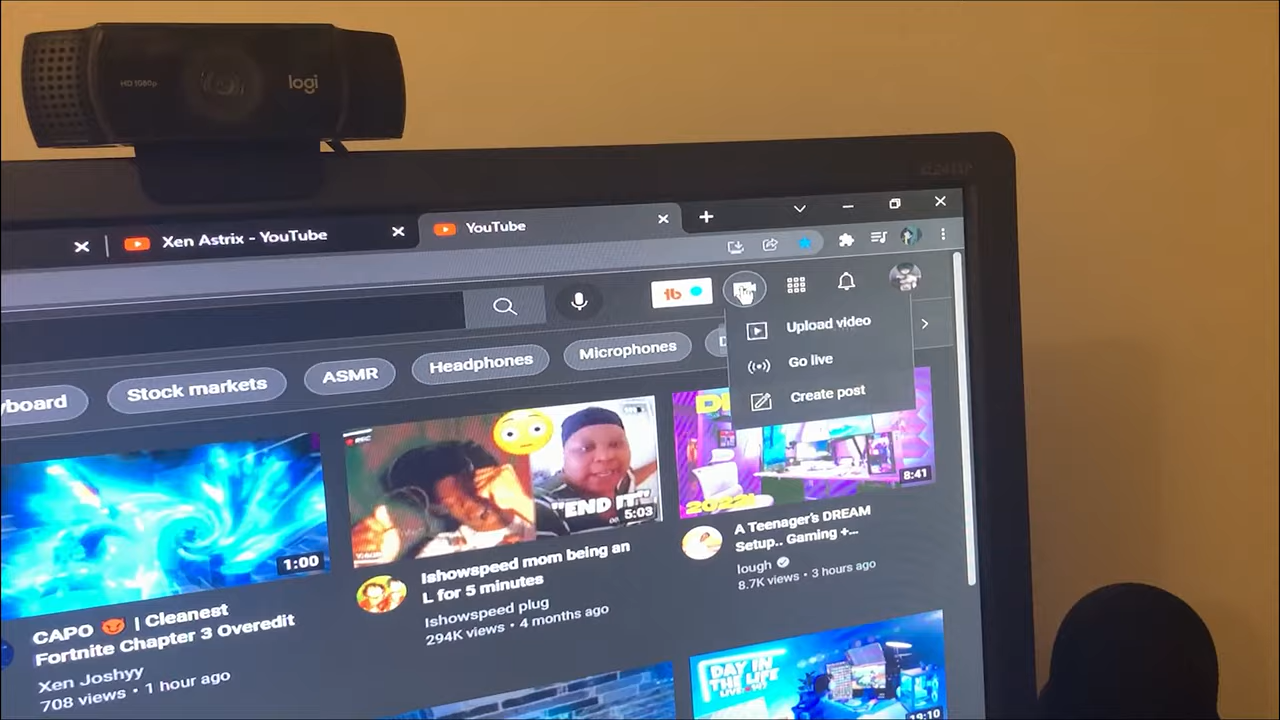 HD 1080p
logi
Xen Astrix - YouTube
YouTube
Upload video
Go live
Create post
Stock markets
ASMR
Headphones
Microphones
REC
"END IT"
5:03
8:41
1:00
CAPO 😈 | Cleanest
Fortnite Chapter 3 Overedit
Xen Joshyy
708 views • 1 hour ago
Ishowspeed mom being an
L for 5 minutes
Ishowspeed plug
294K views • 4 months ago
A Teenager's DREAM
Setup.. Gaming +...
lough
8.7K views • 3 hours ago
DAY IN
THE LIFE
19:10